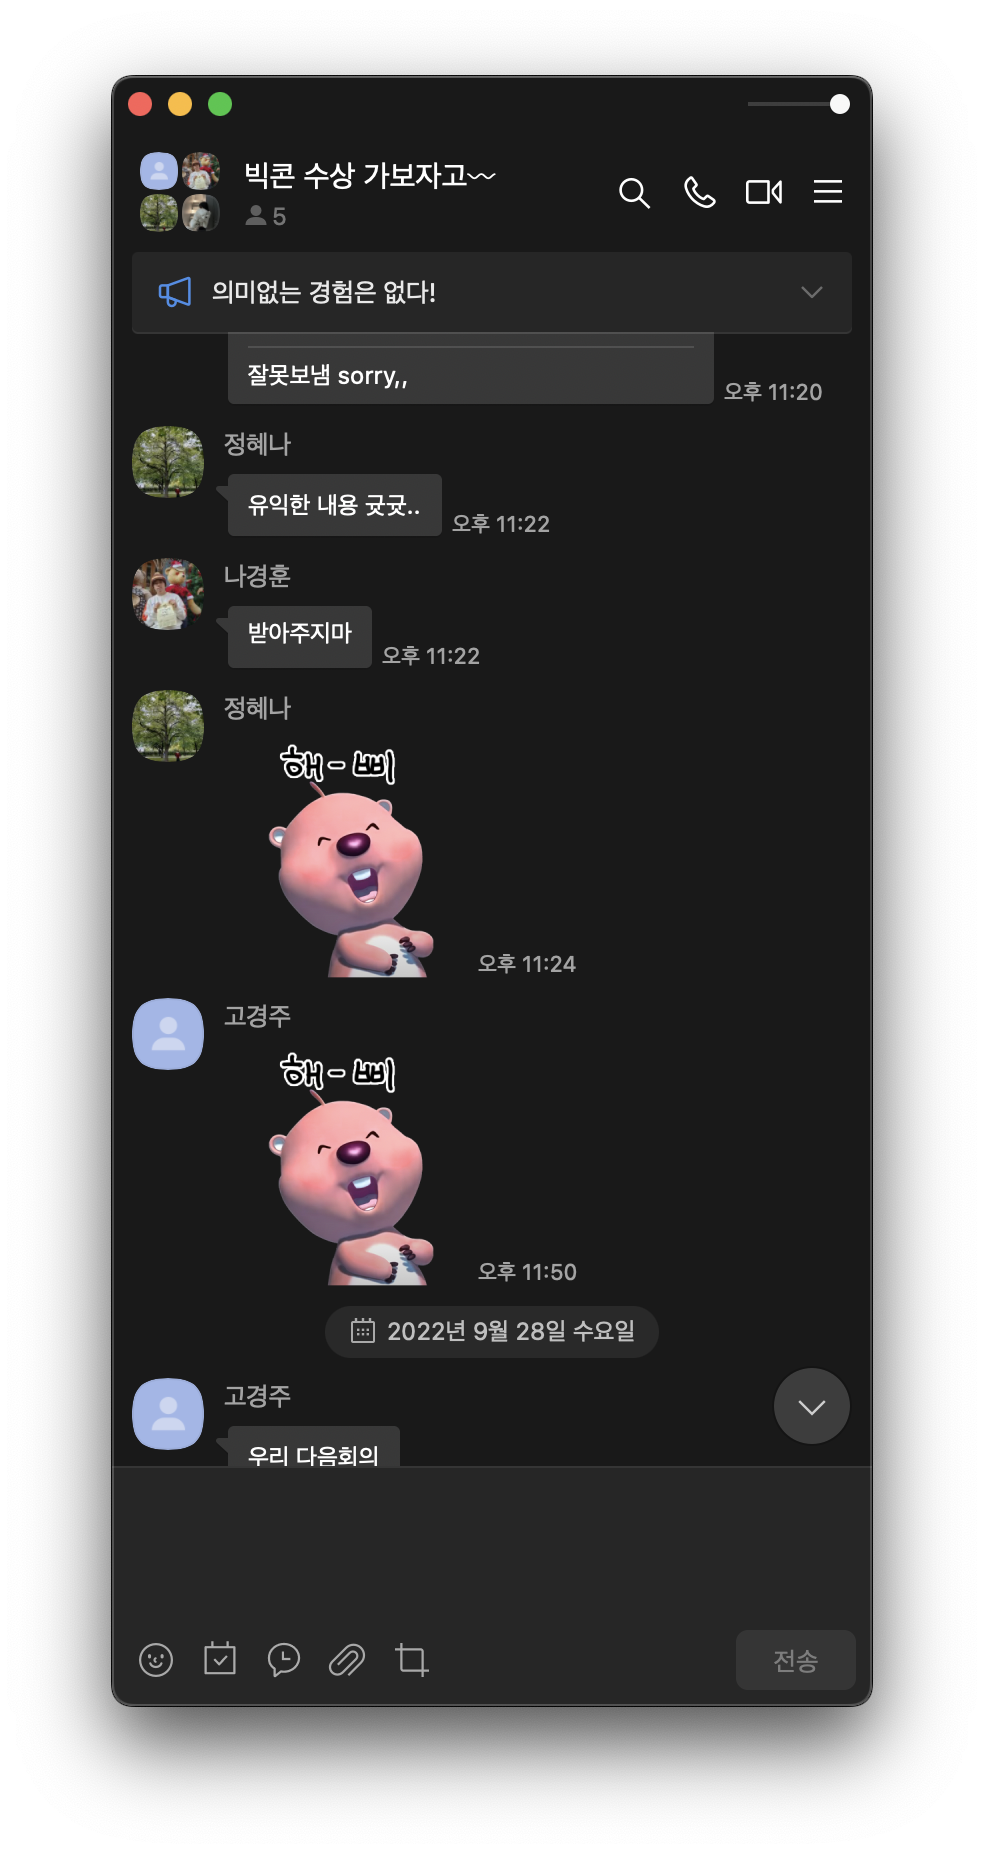 빅콘 수상 가보자고〰
5
의미없는 경험은 없다!
잘못보냄 sorry,,
오후 11:20
정혜나
유익한 내용 귯귯..
오후 11:22
나경훈
받아주지마
오후 11:22
정혜나
해-삐
오후 11:24
고경주
해-삐
오후 11:50
2022년 9월 28일 수요일
고경주
우리 다음회의
전송